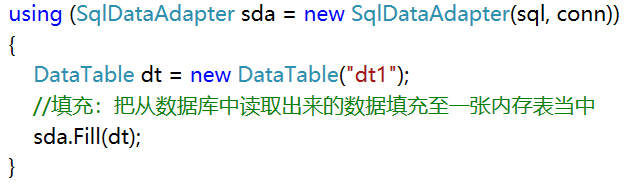 using (SqlDataAdapter sda = new SqlDataAdapter(sql, conn))
{
    DataTable dt = new DataTable("dt1");
    //填充：把从数据库中读取出来的数据填充至一张内存表当中
    sda.Fill(dt);
}